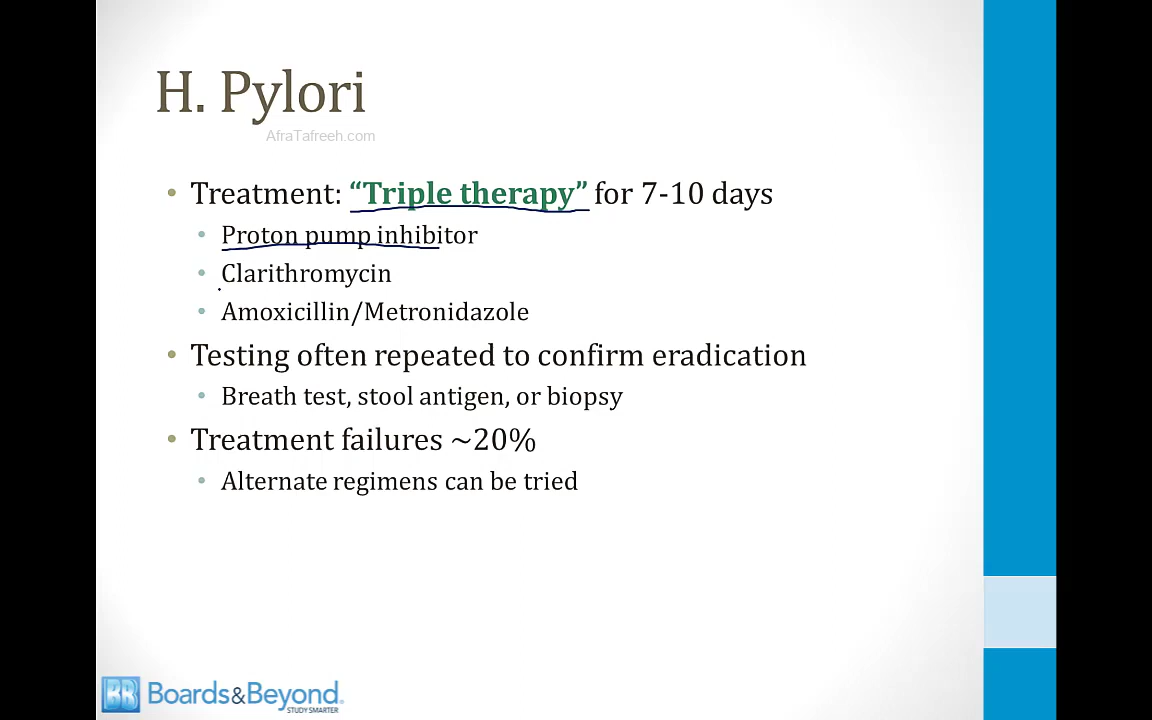 H. Pylori
AfraTafreeh.com
• Treatment: “Triple therapy” for 7-10 days
• Proton pump inhibitor
• Clarithromycin
• Amoxicillin/Metronidazole
• Testing often repeated to confirm eradication
• Breath test, stool antigen, or biopsy
• Treatment failures ~20%
• Alternate regimens can be tried
BB Boards&Beyond.
STUDY SMARTER